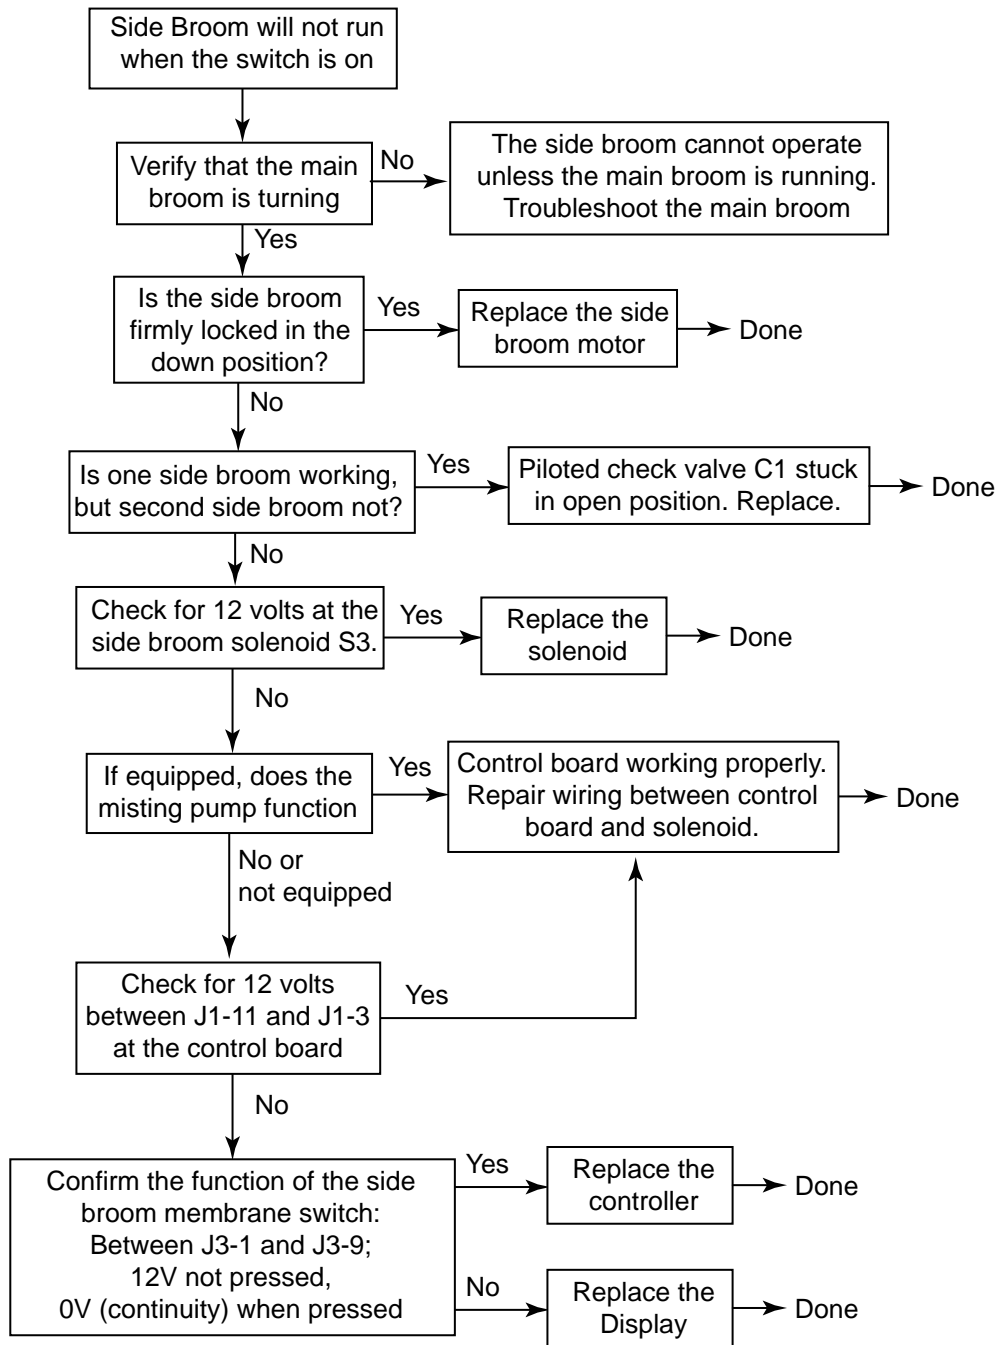 Side Broom will not run
when the switch is on
Verify that the main
broom is turning
No
The side broom cannot operate
unless the main broom is running.
Troubleshoot the main broom
Yes
Is the side broom
firmly locked in the
down position?
Yes
Replace the side
broom motor
Done
No
Is one side broom working,
but second side broom not?
Yes
Piloted check valve C1 stuck
in open position. Replace.
Done
No
Check for 12 volts at the
side broom solenoid S3.
Yes
Replace the
solenoid
Done
No
If equipped, does the
misting pump function
Yes
Control board working properly.
Repair wiring between control
board and solenoid.
Done
No or
not equipped
Check for 12 volts
between J1-11 and J1-3
at the control board
Yes
No
Confirm the function of the side
broom membrane switch:
Between J3-1 and J3-9;
12V not pressed,
0V (continuity) when pressed
Yes
Replace the
controller
Done
No
Replace the
Display
Done